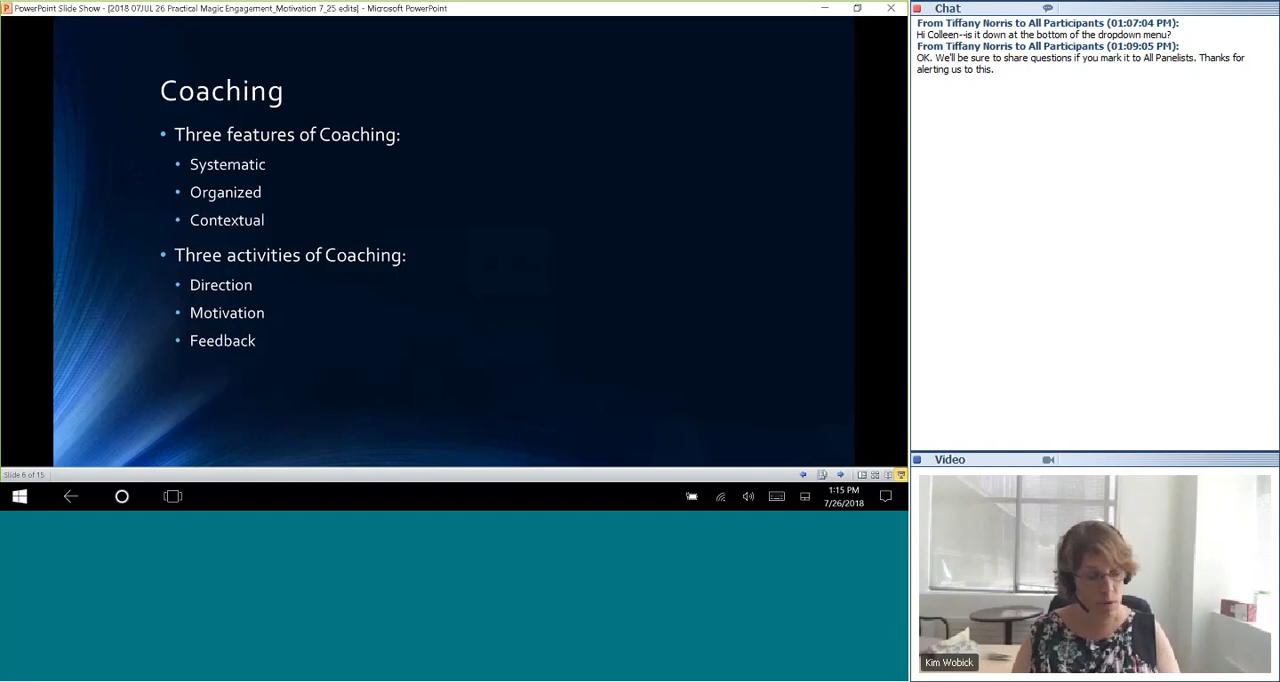 PowerPoint Slide Show - [2018 07JUL 26 Practical Magic Engagement_Motivation 7_25 edits] - Microsoft PowerPoint
Coaching
• Three features of Coaching:
• Systematic
• Organized
• Contextual
• Three activities of Coaching:
• Direction
• Motivation
• Feedback
Slide 6 of 15
1:15 PM
7/26/2018
Chat
From Tiffany Norris to All Participants (01:07:04 PM):
Hi Colleen--is it down at the bottom of the dropdown menu?
From Tiffany Norris to All Participants (01:09:05 PM):
OK. We'll be sure to share questions if you mark it to All Panelists. Thanks for
alerting us to this.
Video
Kim Wobick